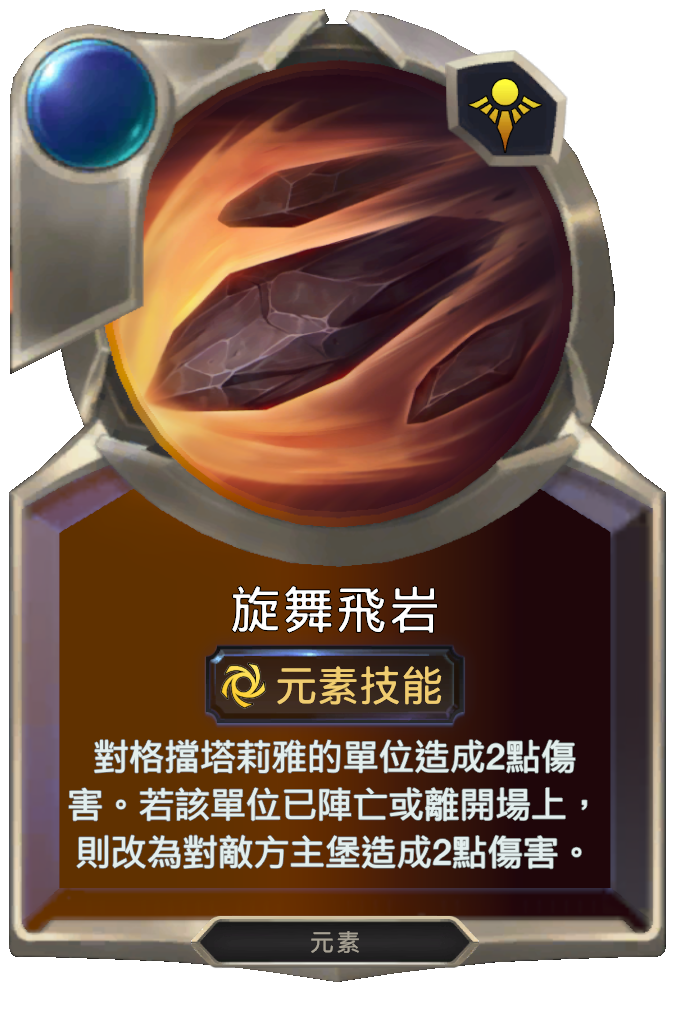 旋舞飛岩
元素技能
對格擋塔莉雅的單位造成2點傷
害。若該單位已陣亡或離開場上，
則改為對敵方主堡造成2點傷害。
元素